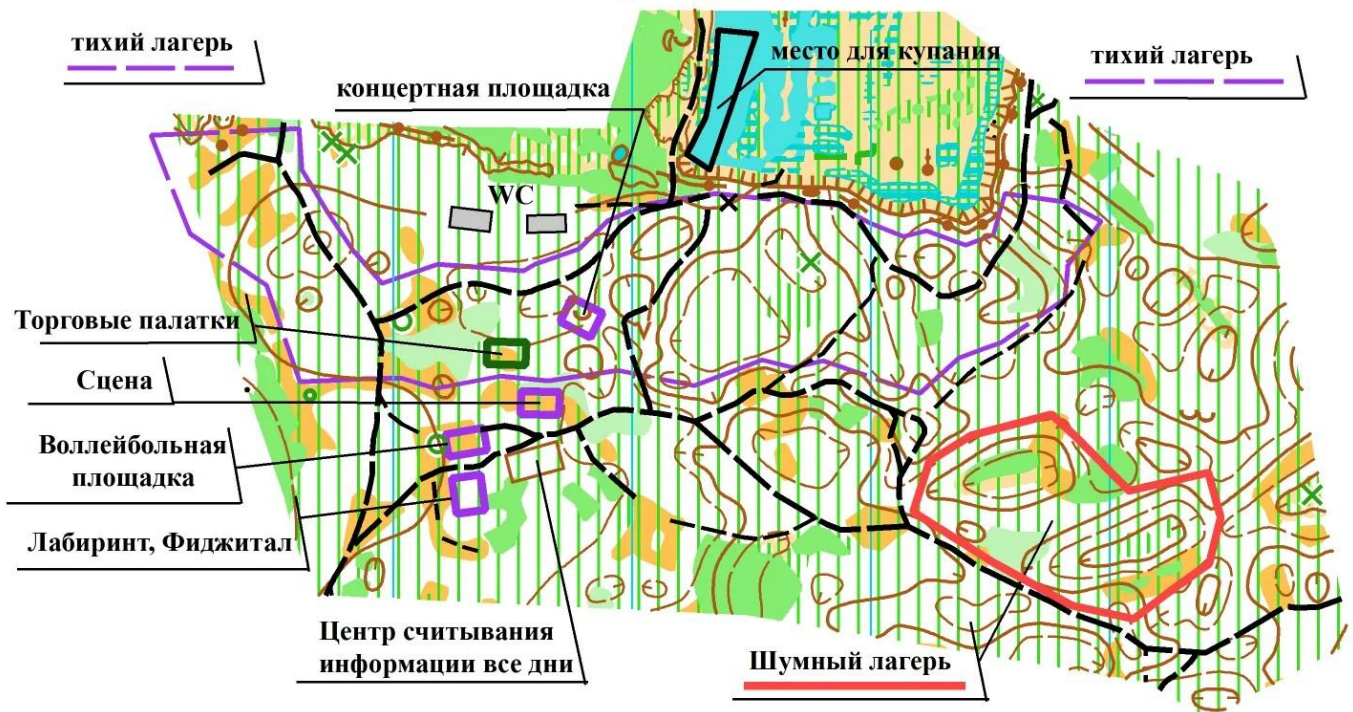 тихий лагерь
место для купания
тихий лагерь
концертная площадка
WC
Торговые палатки
Сцена
Воллейбольная
площадка
Лабиринт, Фиджитал
Центр считывания
информации все дни
Шумный лагерь